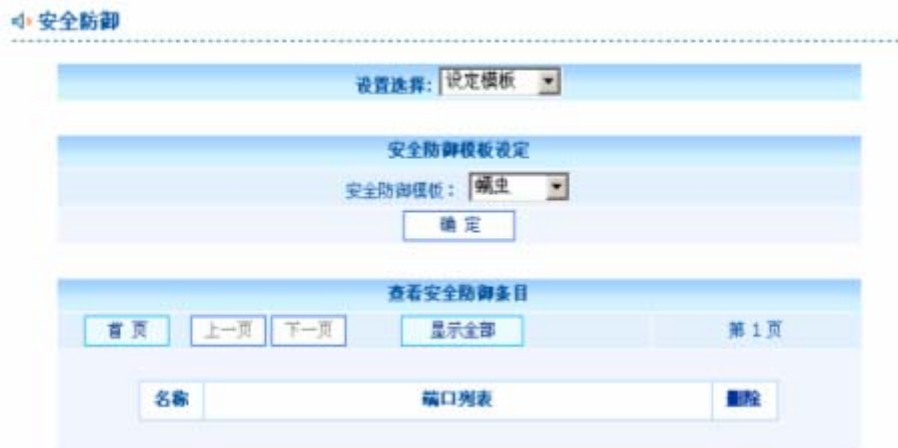 安全防御
设置选择: 设定模板
安全防御模板设定
安全防御模板: 蠕虫
确 定
查看安全防御条目
首 页 上一页 下一页 显示全部 第 1 页
名称 端口列表 删除